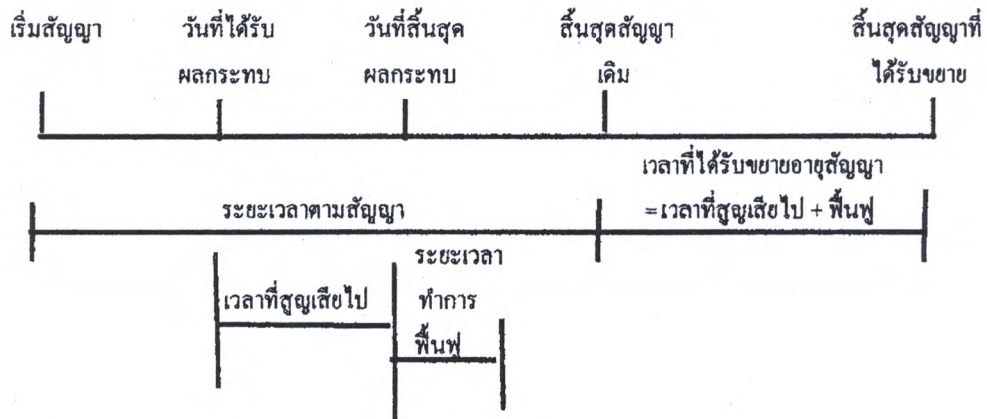 เริ่มสัญญา วันที่ได้รับ วันที่สิ้นสุด สิ้นสุดสัญญา สิ้นสุดสัญญาที่
ผลกระทบ ผลกระทบ เดิม ได้รับขยาย
เวลาที่ได้รับขยายอายุสัญญา
ระยะเวลาตามสัญญา =เวลาที่สูญเสียไป + ฟื้นฟู
ระยะเวลา
เวลาที่สูญเสียไป ทำการ
ฟื้นฟู